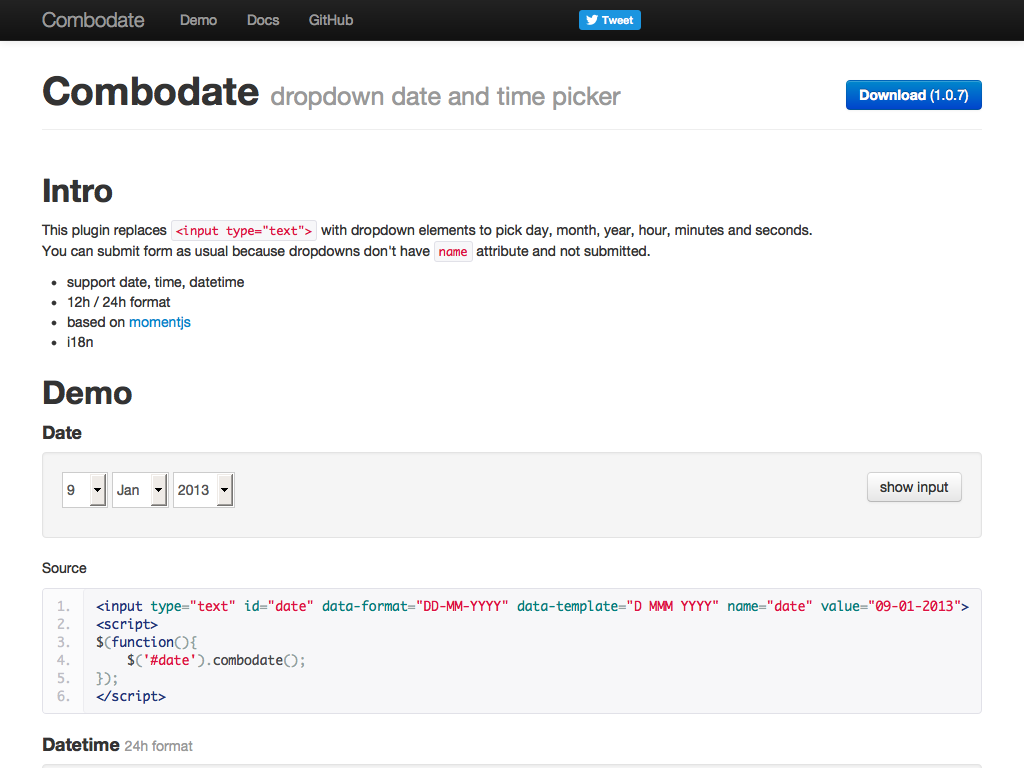 Combodate Demo Docs GitHub Tweet
Combodate dropdown date and time picker Download (1.0.7)
Intro
This plugin replaces <input type="text"> with dropdown elements to pick day, month, year, hour, minutes and seconds.
You can submit form as usual because dropdowns don't have name attribute and not submitted.
support date, time, datetime
12h / 24h format
based on momentjs
i18n
Demo
Date
9 Jan 2013 show input
Source
1. <input type="text" id="date" data-format="DD-MM-YYYY" data-template="D MMM YYYY" name="date" value="09-01-2013">
2. <script>
3. $(function(){
4. $('#date').combodate();
5. });
6. </script>
Datetime 24h format